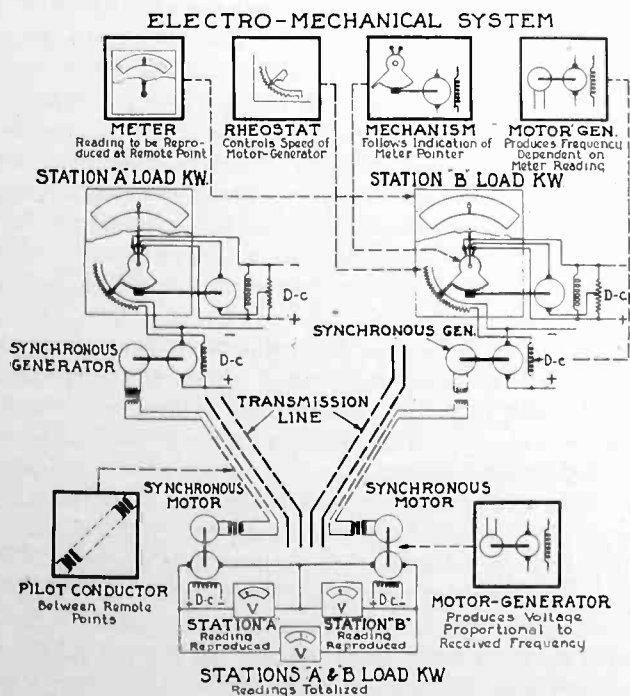 ELECTRO-MECHANICAL SYSTEM
METER
Reading to be Repro-
duced at Remote Point
RHEOSTAT
Controls Speed of
Motor-Generator
MECHANISM
Follows Indication of
Meter Pointer
MOTOR GEN.
Produces Frequency
Dependent on
Meter Reading
STATION "A" LOAD KW.
STATION "B" LOAD KW
D-c
+
D-c
+
SYNCHRONOUS
GENERATOR
−
D-c
+
SYNCHRONOUS GEN.
−
D-c
+
TRANSMISSION
LINE
SYNCHRONOUS
MOTOR
SYNCHRONOUS
MOTOR
PILOT CONDUCTOR
Between Remote
Points
+ D-c -
V
V
+ D-c -
STATION "A"
Reading
Reproduced
STATION "B"
Reading
Reproduced
V
MOTOR-GENERATOR
Produces Voltage
Proportional to
Received Frequency
STATIONS "A" & "B" LOAD KW
Readings Totalized